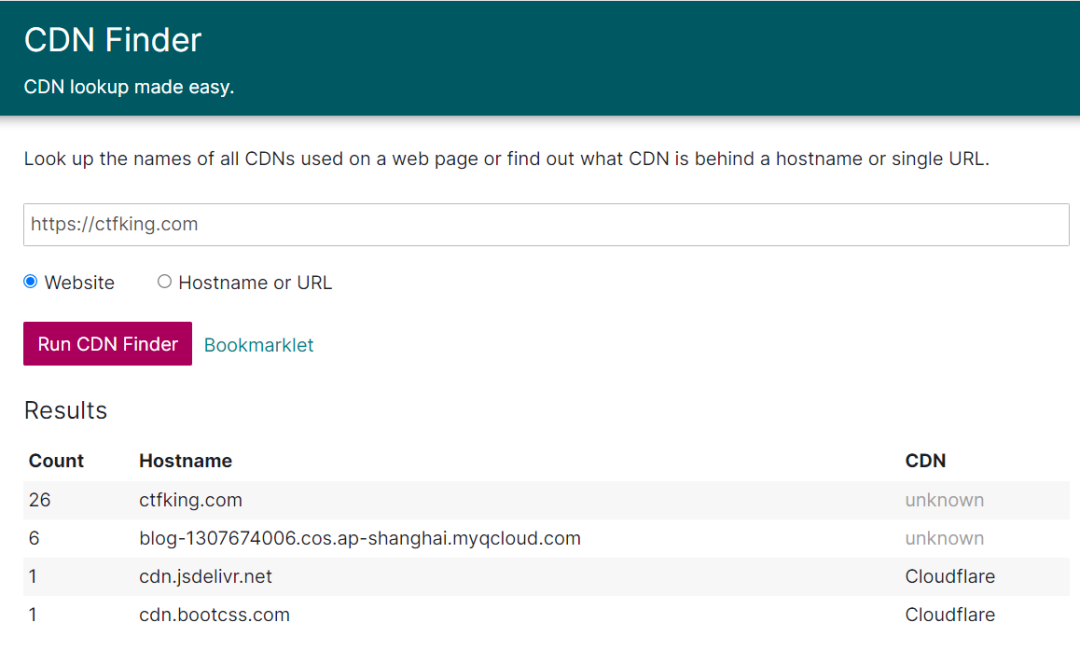 CDN Finder
CDN lookup made easy.
Look up the names of all CDNs used on a web page or find out what CDN is behind a hostname or single URL.
https://ctfking.com
Website Hostname or URL
Run CDN Finder Bookmarklet
Results
Count Hostname CDN
26 ctfking.com unknown
6 blog-1307674006.cos.ap-shanghai.myqcloud.com unknown
1 cdn.jsdelivr.net Cloudflare
1 cdn.bootcss.com Cloudflare